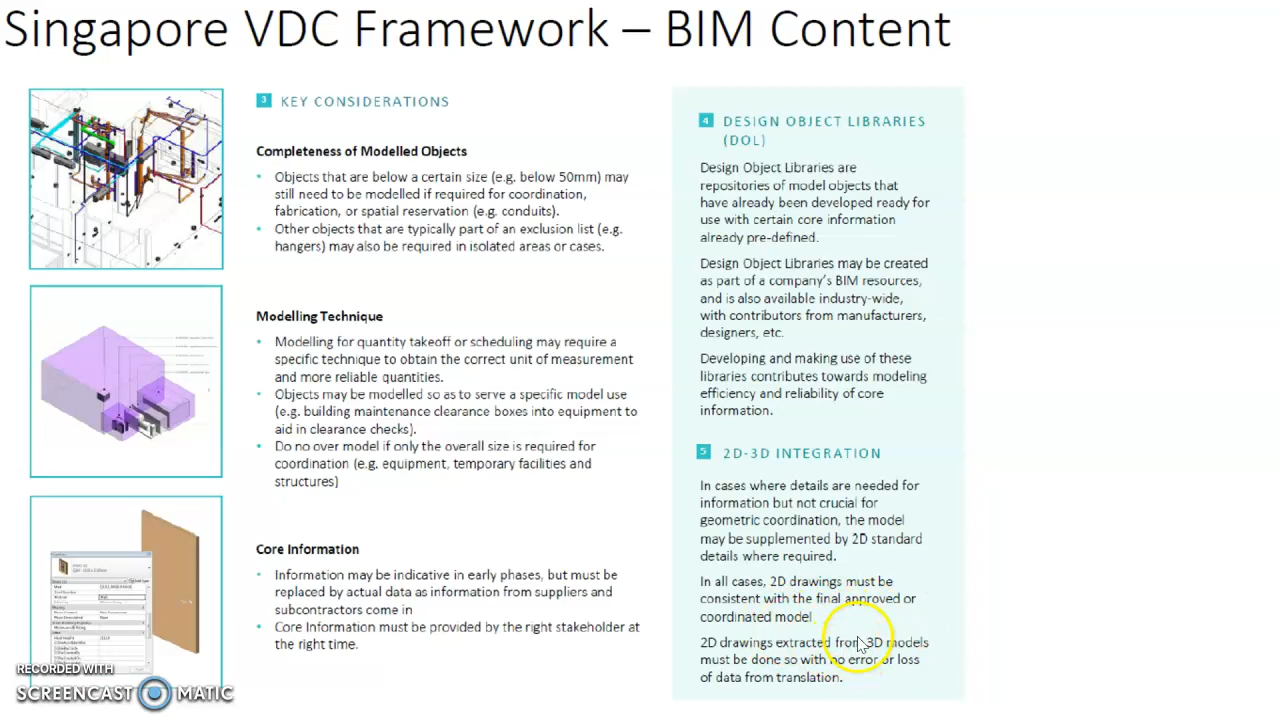 Singapore VDC Framework – BIM Content
3 KEY CONSIDERATIONS
Completeness of Modelled Objects
• Objects that are below a certain size (e.g. below 50mm) may
still need to be modelled if required for coordination,
fabrication, or spatial reservation (e.g. conduits).
• Other objects that are typically part of an exclusion list (e.g.
hangers) may also be required in isolated areas or cases.
Modelling Technique
• Modelling for quantity takeoff or scheduling may require a
specific technique to obtain the correct unit of measurement
and more reliable quantities.
• Objects may be modelled so as to serve a specific model use
(e.g. building maintenance clearance boxes into equipment to
aid in clearance checks).
• Do no over model if only the overall size is required for
coordination (e.g. equipment, temporary facilities and
structures)
Core Information
• Information may be indicative in early phases, but must be
replaced by actual data as information from suppliers and
subcontractors come in
• Core Information must be provided by the right stakeholder at
the right time.
4 DESIGN OBJECT LIBRARIES
(DOL)
Design Object Libraries are
repositories of model objects that
have already been developed ready for
use with certain core information
already pre-defined.
Design Object Libraries may be created
as part of a company's BIM resources,
and is also available industry-wide,
with contributors from manufacturers,
designers, etc.
Developing and making use of these
libraries contributes towards modeling
efficiency and reliability of core
information.
5 2D-3D INTEGRATION
In cases where details are needed for
information but not crucial for
geometric coordination, the model
may be supplemented by 2D standard
details where required.
In all cases, 2D drawings must be
consistent with the final approved or
coordinated model.
2D drawings extracted from 3D models
must be done so with no error or loss
of data from translation.
RECORDED WITH
SCREENCAST MATIC